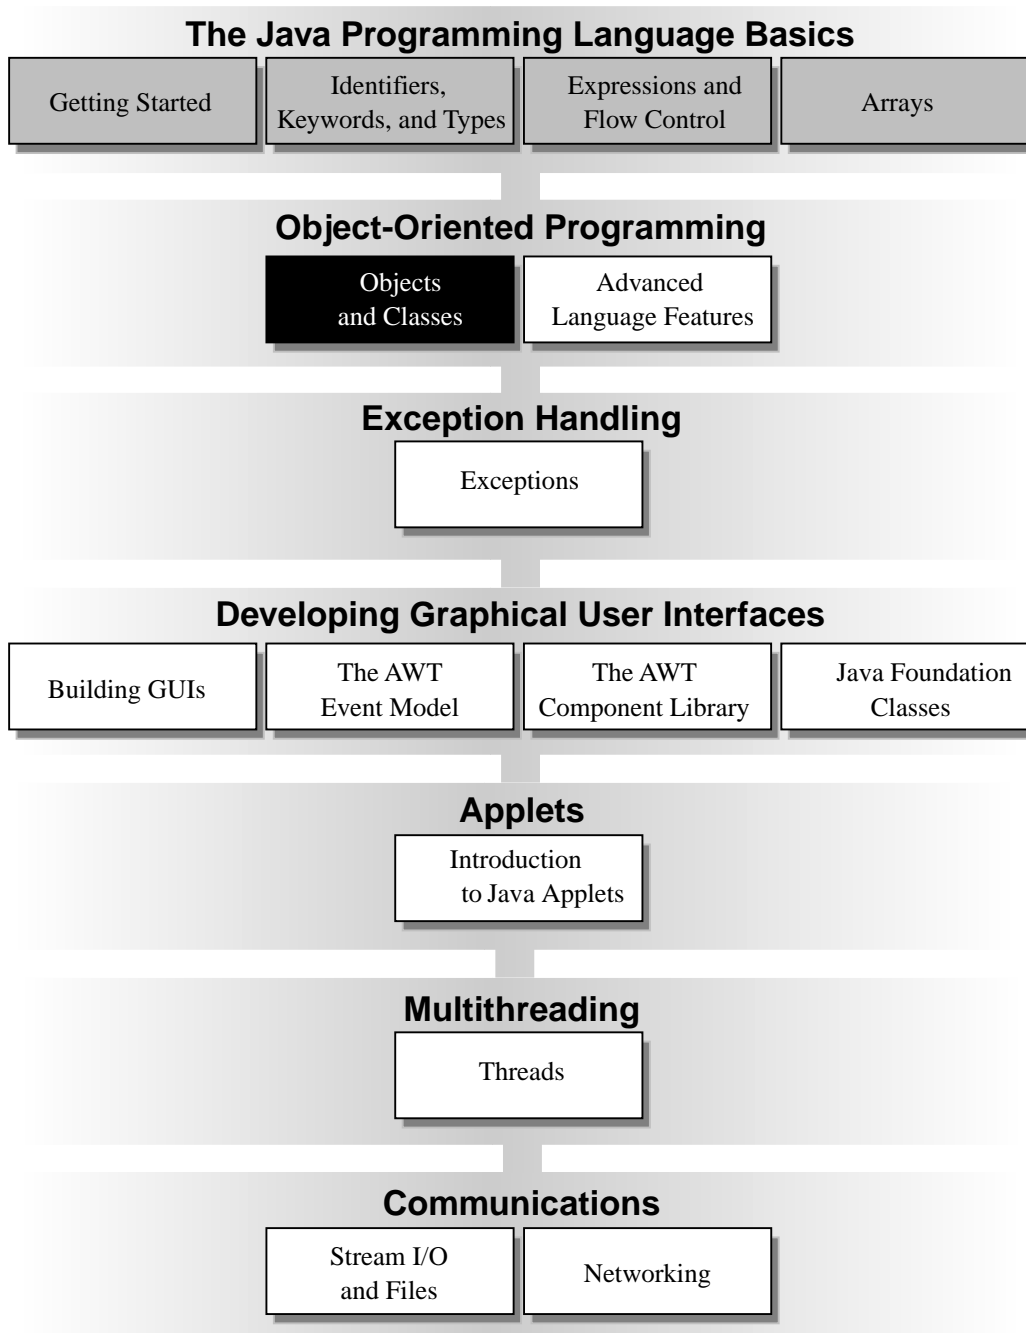 The Java Programming Language Basics
Getting Started
Identifiers,
Keywords, and Types
Expressions and
Flow Control
Arrays
Object-Oriented Programming
Objects
and Classes
Advanced
Language Features
Exception Handling
Exceptions
Developing Graphical User Interfaces
Building GUIs
The AWT
Event Model
The AWT
Component Library
Java Foundation
Classes
Applets
Introduction
to Java Applets
Multithreading
Threads
Communications
Stream I/O
and Files
Networking